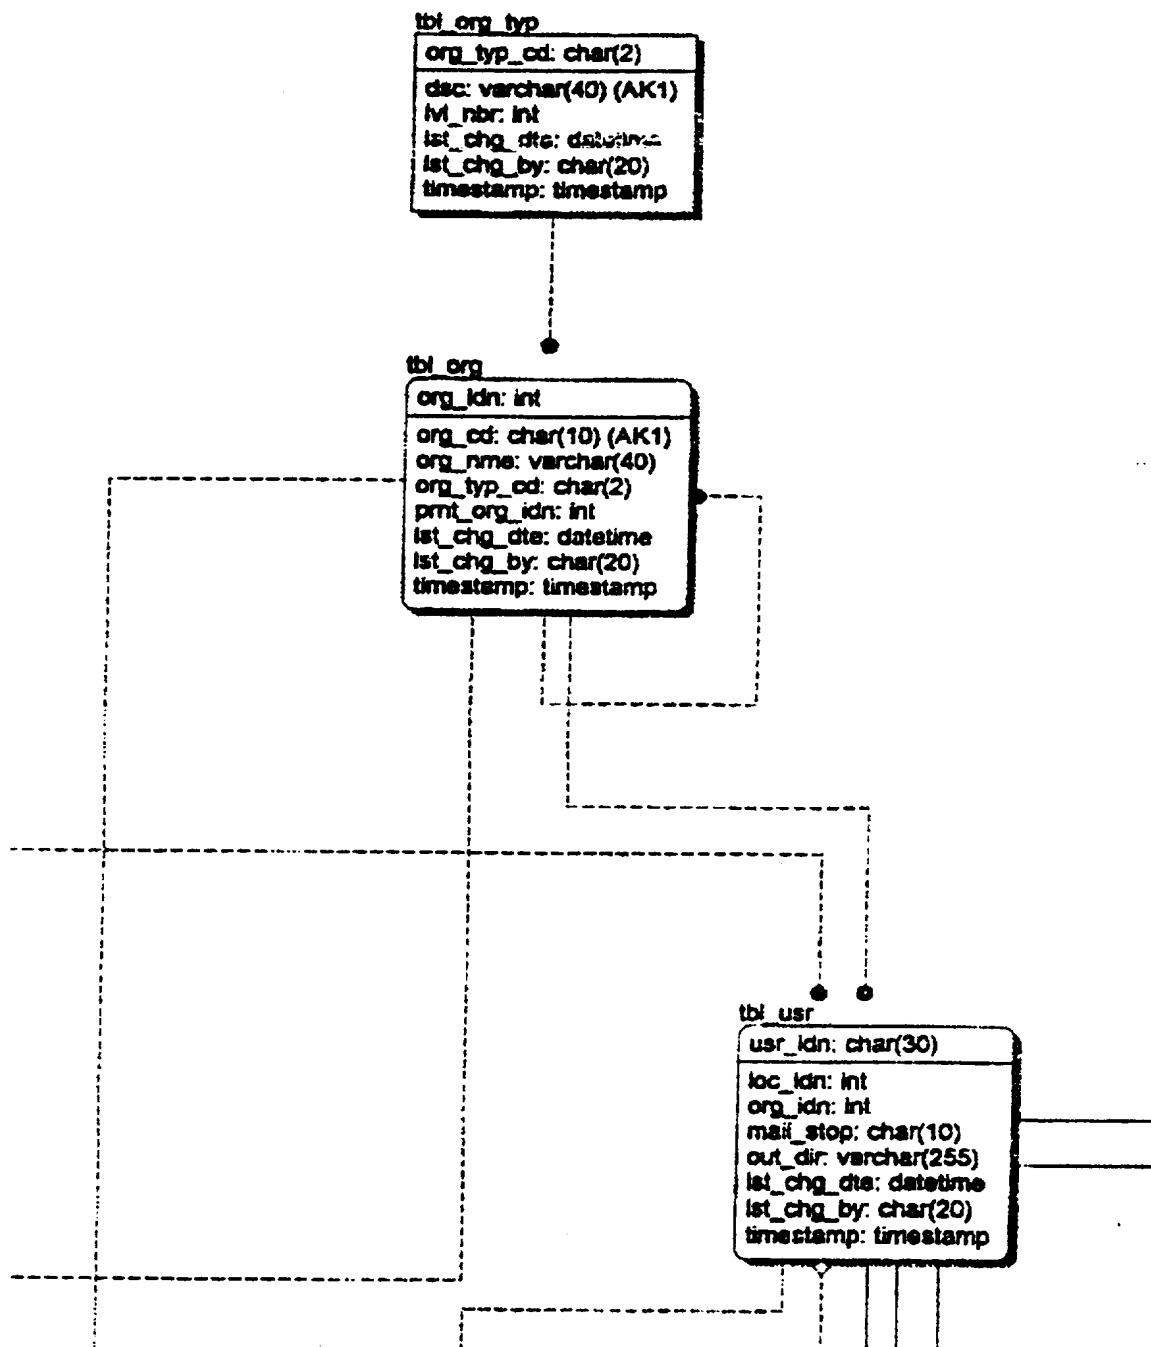 tbl_org_typ
org_typ_cd: char(2)
dsc: varchar(40) (AK1)
lvl_nbr: int
lst_chg_dte: datetime
lst_chg_by: char(20)
timestamp: timestamp
tbl_org
org_idn: int
org_cd: char(10) (AK1)
org_nme: varchar(40)
org_typ_cd: char(2)
prnt_org_idn: int
lst_chg_dte: datetime
lst_chg_by: char(20)
timestamp: timestamp
tbl_usr
usr_idn: char(30)
loc_idn: int
org_idn: int
mail_stop: char(10)
out_dir: varchar(255)
lst_chg_dte: datetime
lst_chg_by: char(20)
timestamp: timestamp